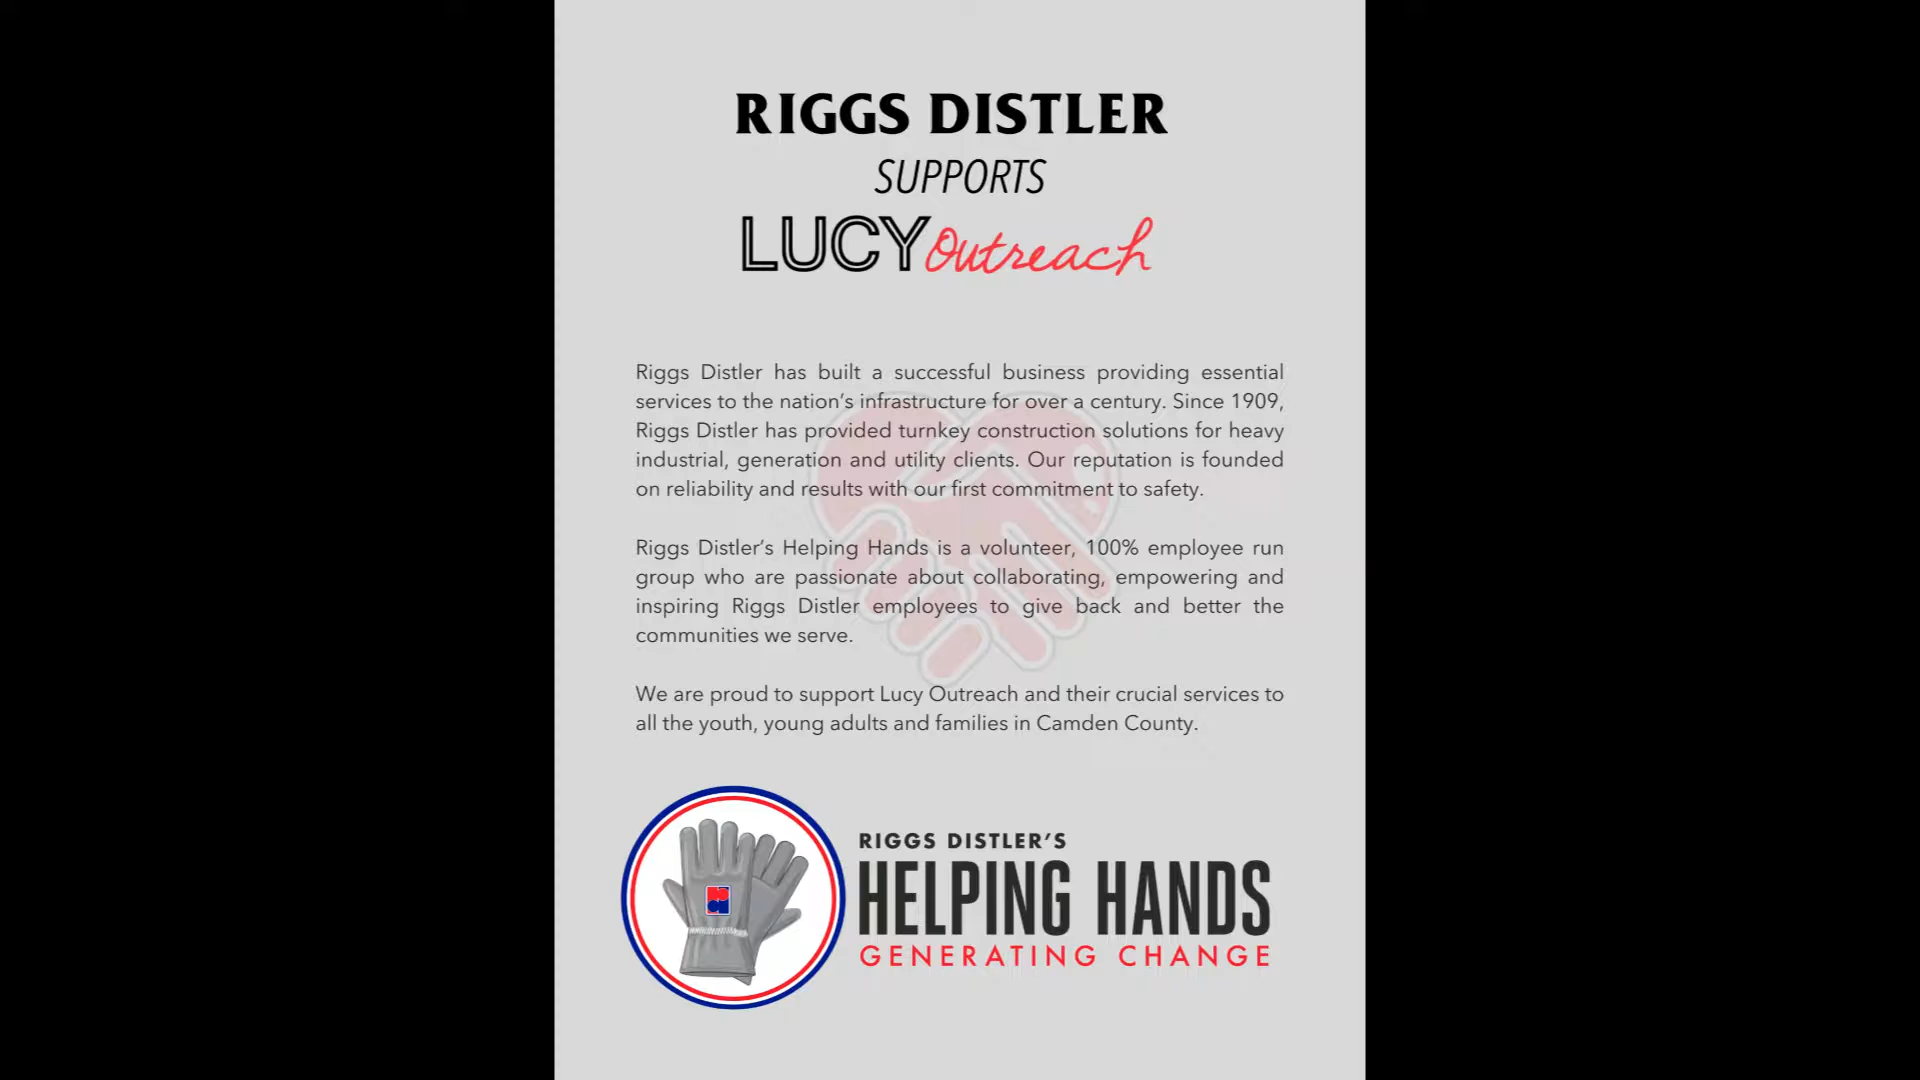 RIGGS DISTLER
SUPPORTS
LUCY Outreach
Riggs Distler has built a successful business providing essential
services to the nation’s infrastructure for over a century. Since 1909,
Riggs Distler has provided turnkey construction solutions for heavy
industrial, generation and utility clients. Our reputation is founded
on reliability and results with our first commitment to safety.
Riggs Distler’s Helping Hands is a volunteer, 100% employee run
group who are passionate about collaborating, empowering and
inspiring Riggs Distler employees to give back and better the
communities we serve.
We are proud to support Lucy Outreach and their crucial services to
all the youth, young adults and families in Camden County.
RIGGS DISTLER’S
HELPING HANDS
GENERATING CHANGE